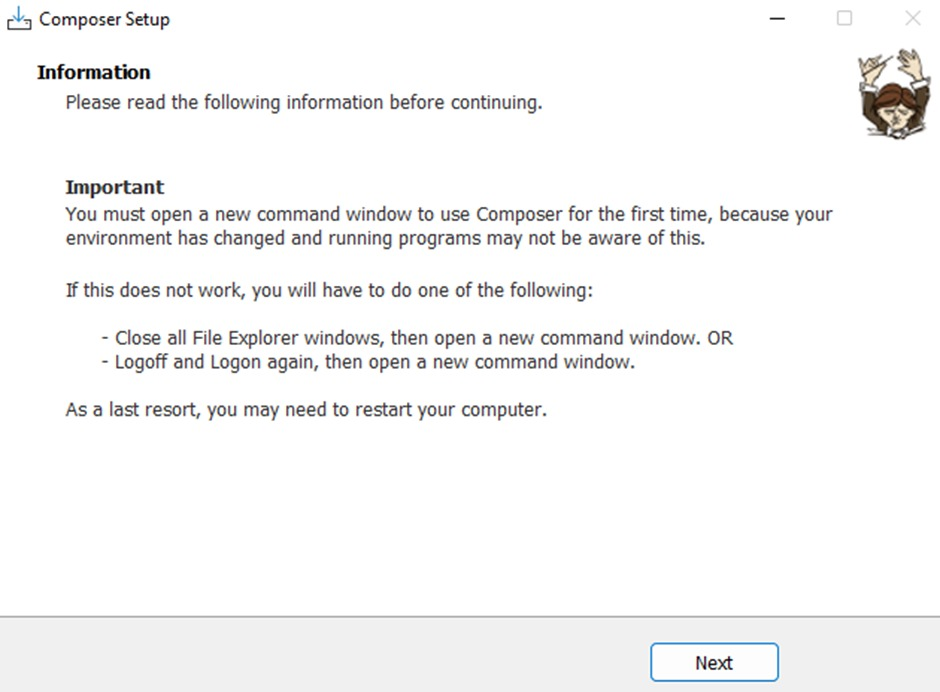 Composer Setup
Information
Please read the following information before continuing.
Important
You must open a new command window to use Composer for the first time, because your
environment has changed and running programs may not be aware of this.
If this does not work, you will have to do one of the following:
- Close all File Explorer windows, then open a new command window. OR
- Logoff and Logon again, then open a new command window.
As a last resort, you may need to restart your computer.
Next